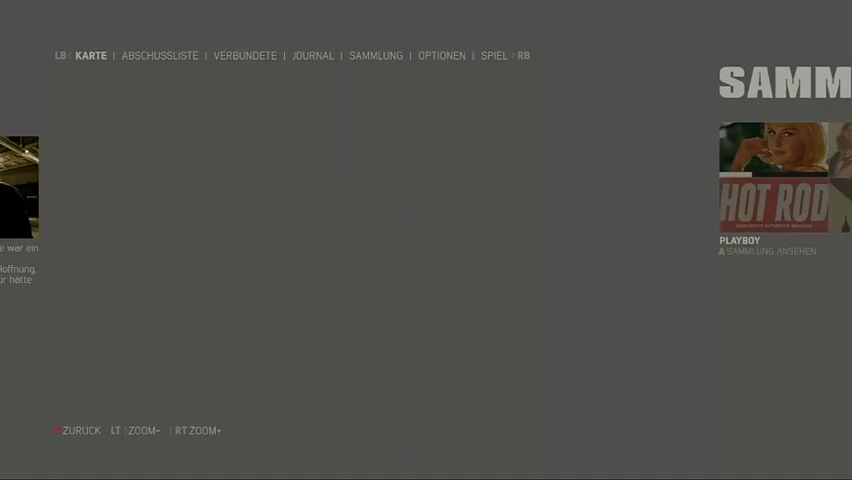 LB< KARTE | ABSCHUSSLISTE | VERBÜNDETE | JOURNAL | SAMMLUNG | OPTIONEN | SPIEL >RB
SAMM
HOT ROD
PLAYBOY
A SAMMLUNG ANSEHEN
e war ein
Hoffnung,
ur hätte
ZURÜCK LT | ZOOM- | RT ZOOM+